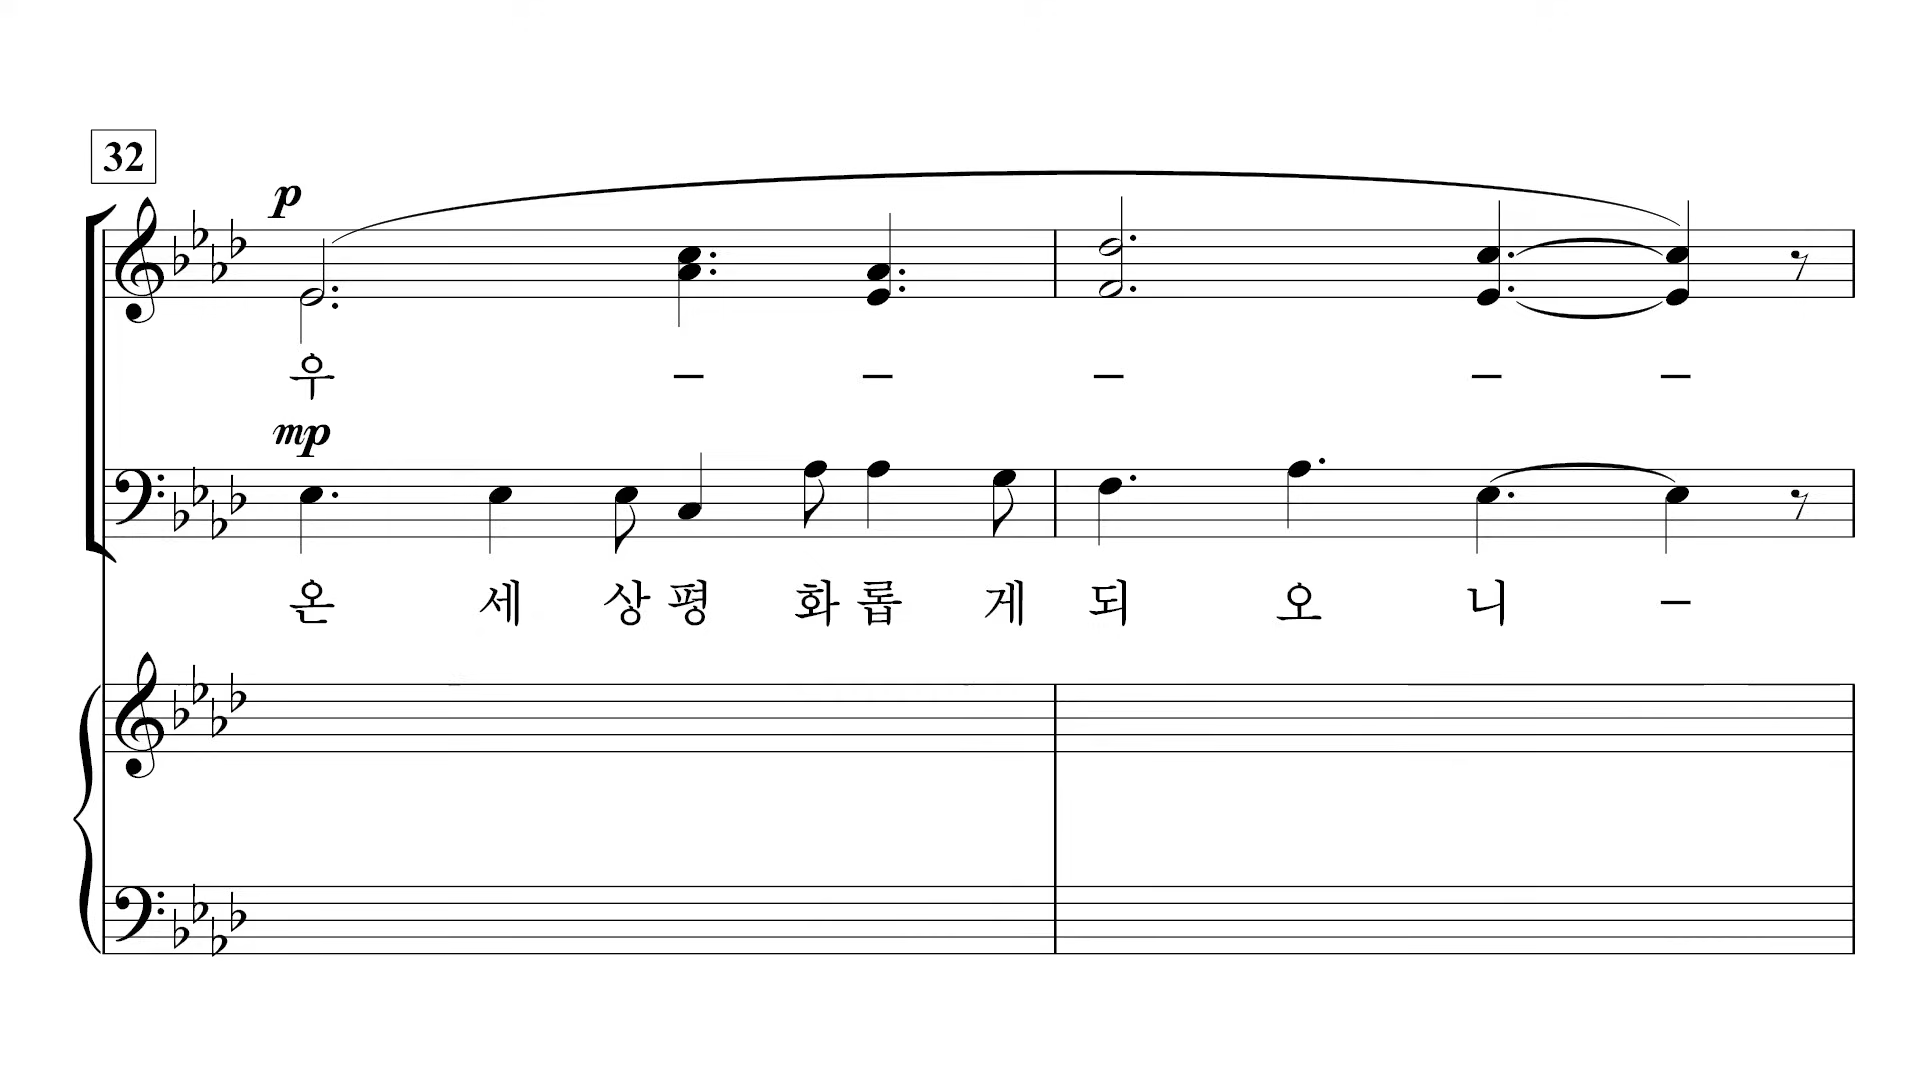 32
p
우 – – – – –
mp
온 세 상 평 화 롭 게 되 오 니 –